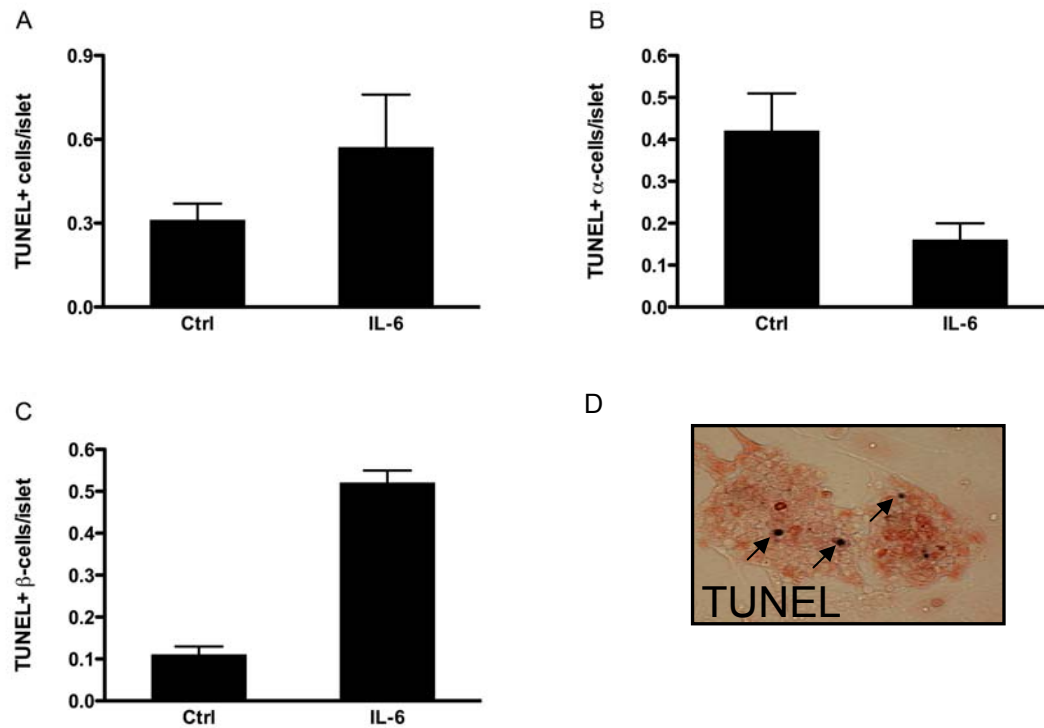 A
TUNEL+ cells/islet
0.9
0.6
0.3
0.0
Ctrl IL-6
B
TUNEL+ α-cells/islet
0.6
0.5
0.4
0.3
0.2
0.1
0.0
Ctrl IL-6
C
TUNEL+ β-cells/islet
0.6
0.5
0.4
0.3
0.2
0.1
0.0
Ctrl IL-6
D
TUNEL